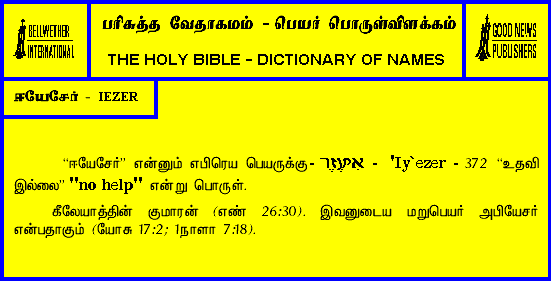 BELLWETHER
INTERNATIONAL
பரிசுத்த வேதாகமம் - பெயர் பொருள்விளக்கம்
THE HOLY BIBLE - DICTIONARY OF NAMES
GOOD NEWS
PUBLISHERS
ஈயேசேர் - IEZER
“ஈயேசேர்” என்னும் எபிரெய பெயருக்கு - אִיעֶזֶר - 'Iy`ezer - 372 “உதவி
இல்லை” "no help" என்று பொருள்.
கீலேயாத்தின் குமாரன் (எண் 26:30). இவனுடைய மறுபெயர் அபியேசர்
என்பதாகும் (யோசு 17:2; 1நாளா 7:18).